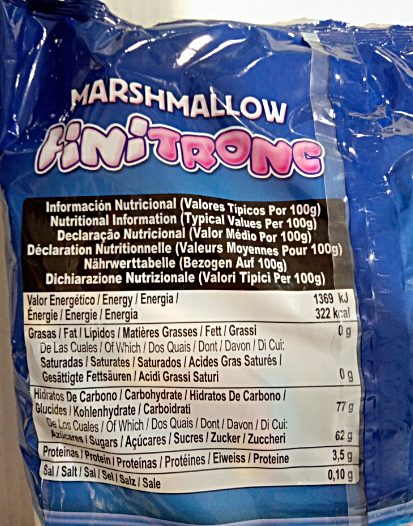 MARSHMALLOW
FINITRONC
Información Nutricional (Valores Típicos Por 100g)
Nutritional Information (Typical Values Per 100g)
Declaração Nutricional (Valor Médio Por 100g)
Déclaration Nutritionnelle (Valeurs Moyennes Pour 100g)
Nährwerttabelle (Bezogen Auf 100g)
Dichiarazione Nutrizionale (Valori Tipici Per 100g)
Valor Energético / Energy / Energia / 1369 kJ
Énergie / Energie / Energia 322 kcal
Grasas / Fat / Lípidos / Matières Grasses / Fett / Grassi 0 g
De Las Cuales / Of Which / Dos Quais / Dont / Davon / Di Cui:
Saturadas / Saturates / Saturados / Acides Gras Saturés /
Gesättigte Fettsäuren / Acidi Grassi Saturi 0 g
Hidratos De Carbono / Carbohydrate / Hidratos De Carbono /
Glucides / Kohlenhydrate / Carboidrati 77 g
De Los Cuales / Of Which / Dos Quais / Dont / Davon / Di Cui:
Azúcares / Sugars / Açúcares / Sucres / Zucker / Zuccheri 62 g
Proteínas / Protein / Proteínas / Protéines / Eiweiss / Proteine 3,5 g
Sal / Salt / Sal / Sel / Salz / Sale 0,10 g